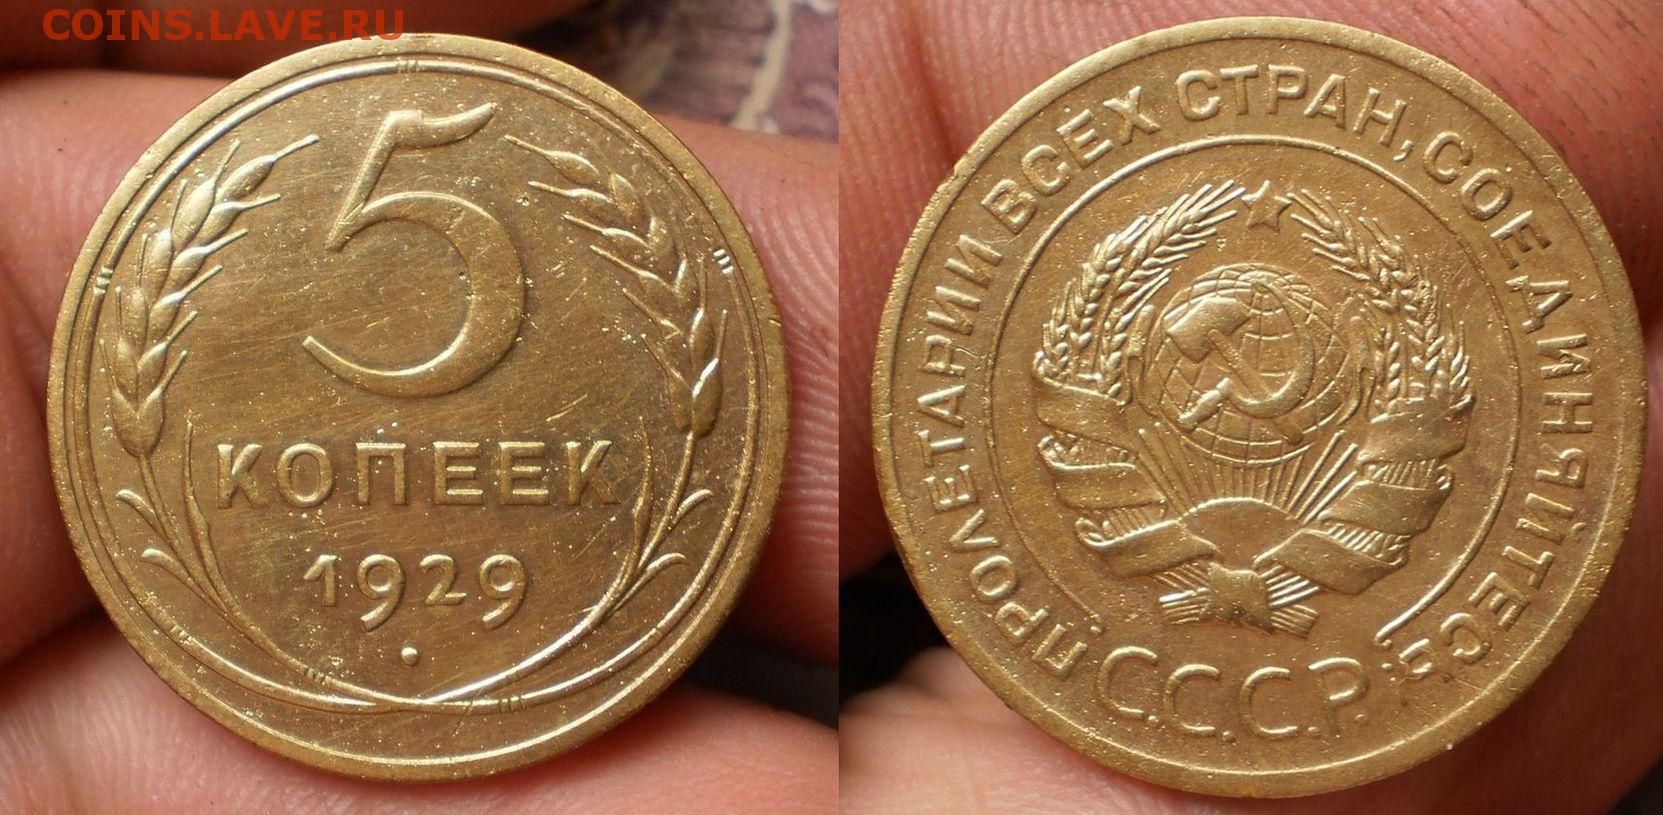 COINS.LAVE.RU
5
КОПЕЕК
1929
ПРОЛЕТАРИИ ВСЕХ СТРАН, СОЕДИНЯЙТЕСЬ
С.С.С.Р.